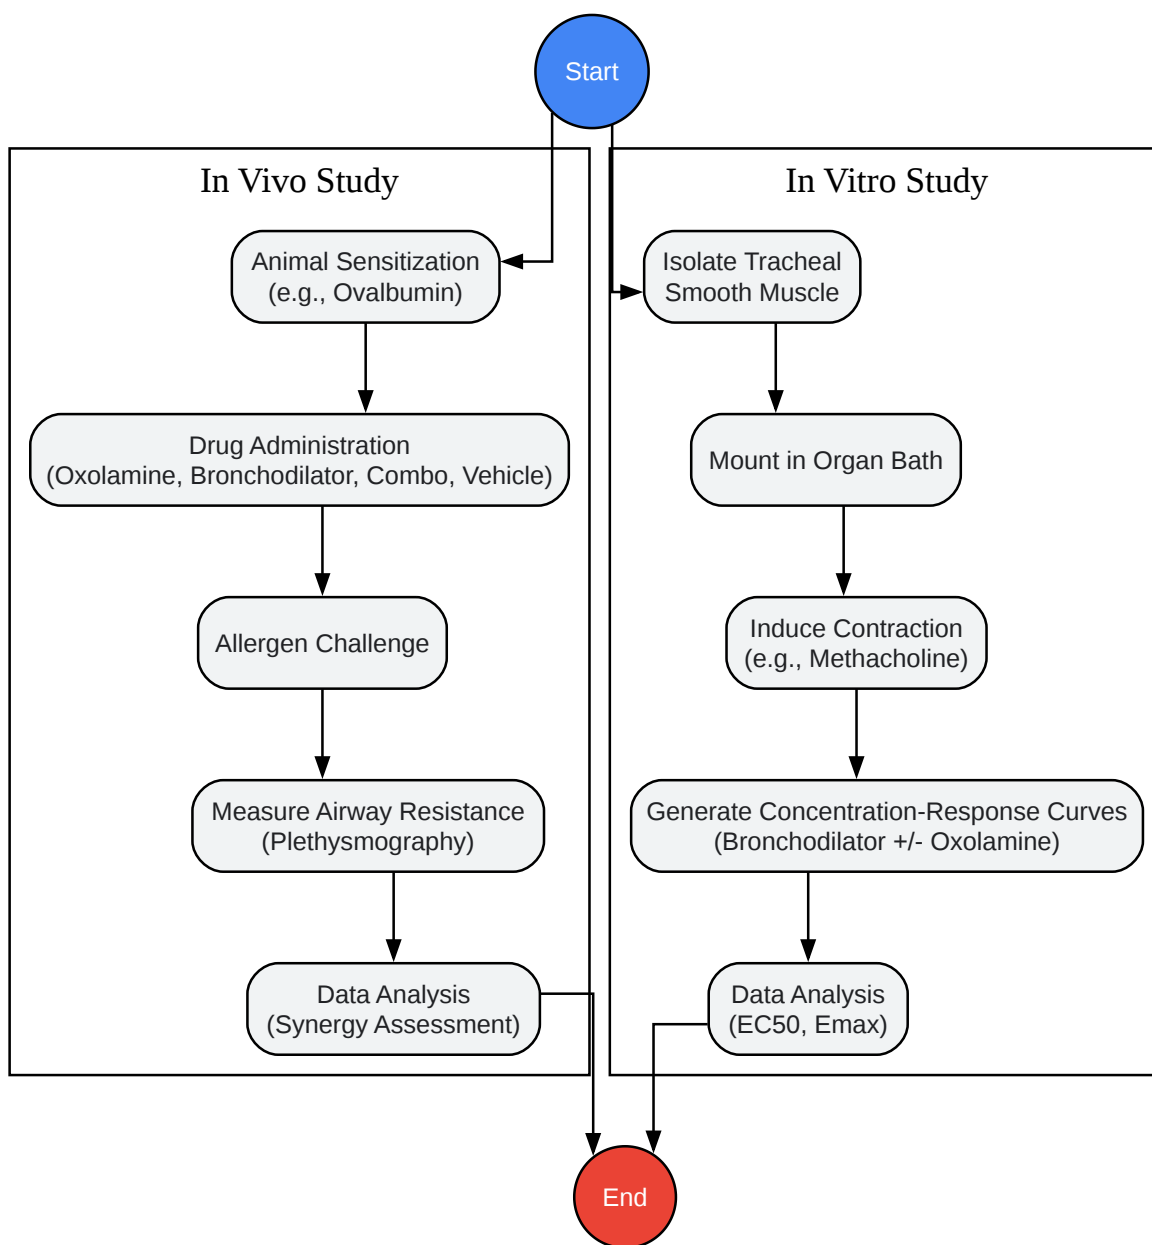 Start
In Vivo Study
Animal Sensitization
(e.g., Ovalbumin)
Drug Administration
(Oxolamine, Bronchodilator, Combo, Vehicle)
Allergen Challenge
Measure Airway Resistance
(Plethysmography)
Data Analysis
(Synergy Assessment)
In Vitro Study
Isolate Tracheal
Smooth Muscle
Mount in Organ Bath
Induce Contraction
(e.g., Methacholine)
Generate Concentration-Response Curves
(Bronchodilator +/- Oxolamine)
Data Analysis
(EC50, Emax)
End